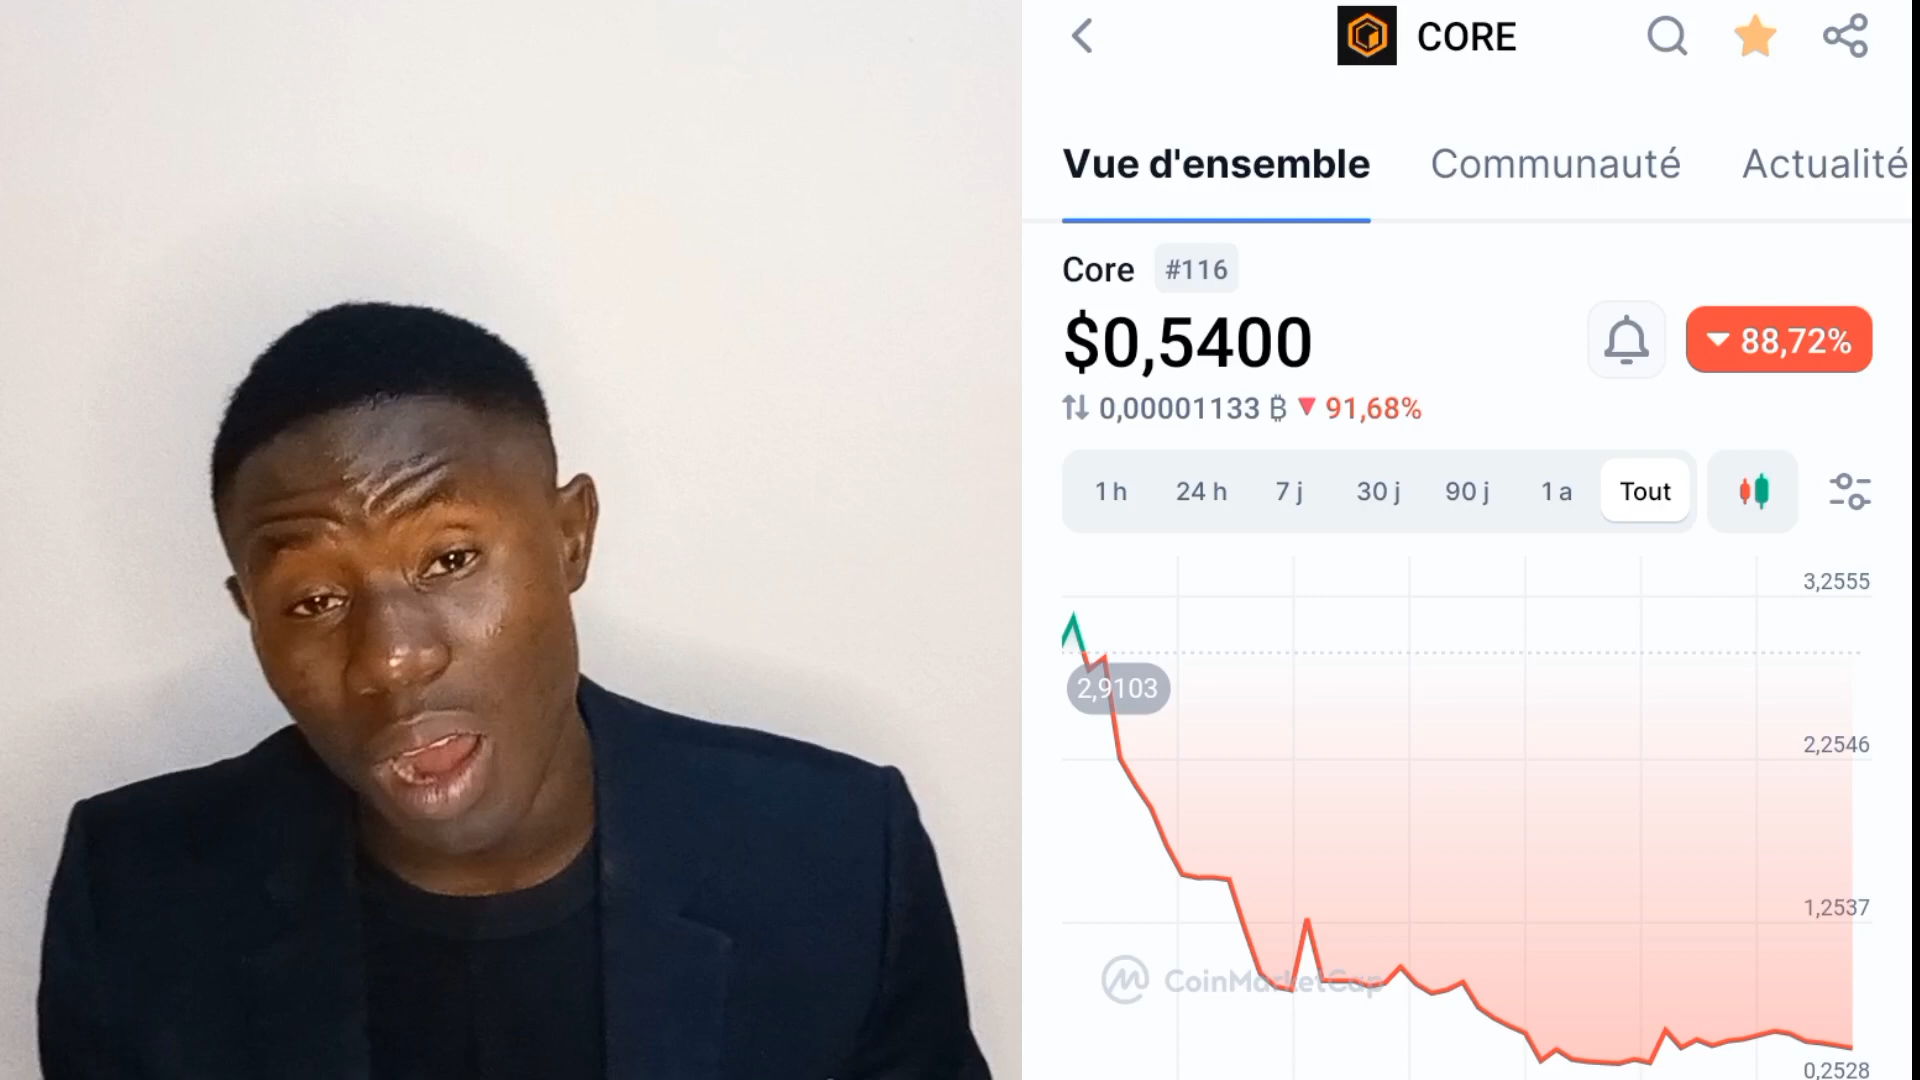 CORE
Vue d'ensemble Communauté Actualité
Core #116
$0,5400
88,72%
0,00001133 ₿ 91,68%
1 h 24 h 7 j 30 j 90 j 1 a Tout
3,2555
2,9103
2,2546
1,2537
CoinMarketCap
0,2528